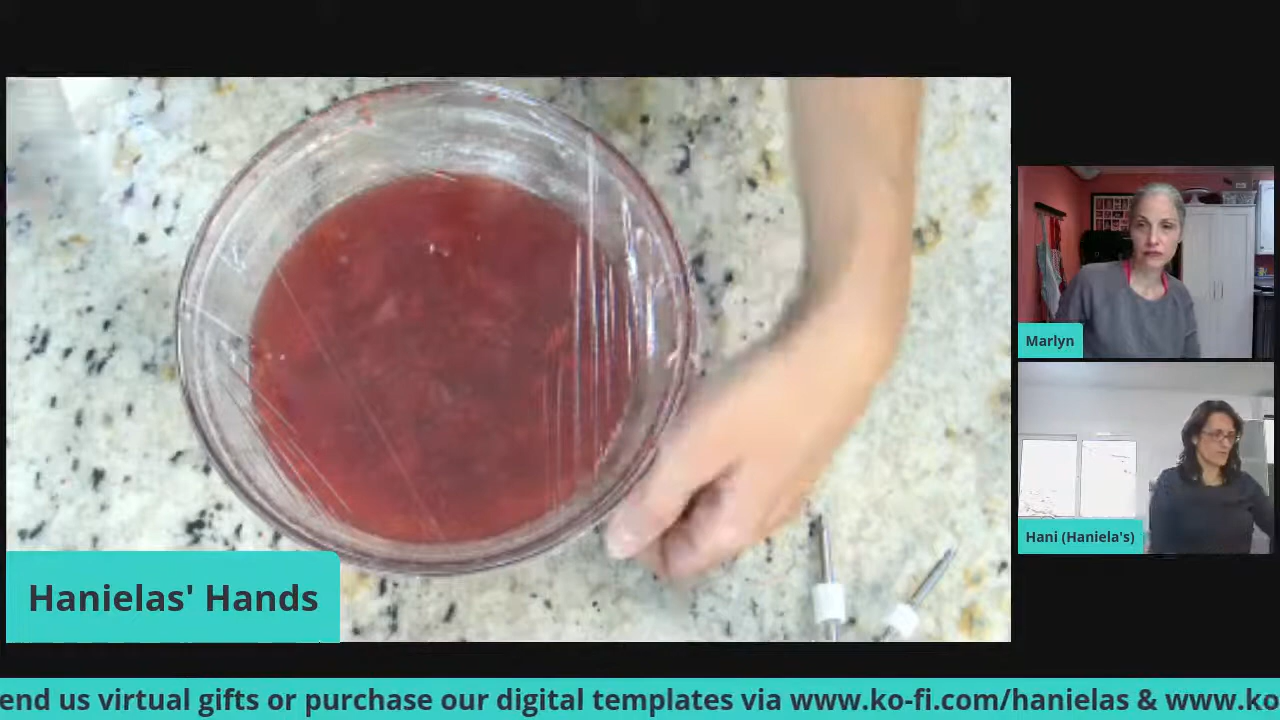 Hanielas' Hands
Marlyn
Hani (Haniela's)
end us virtual gifts or purchase our digital templates via www.ko-fi.com/hanielas & www.ko